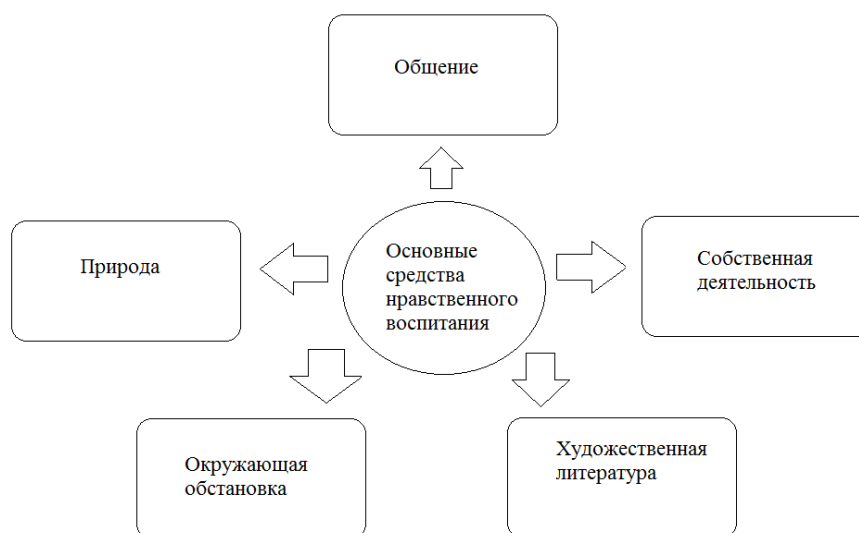 Общение
Природа
Основные
средства
нравственного
воспитания
Собственная
деятельность
Окружающая
обстановка
Художественная
литература